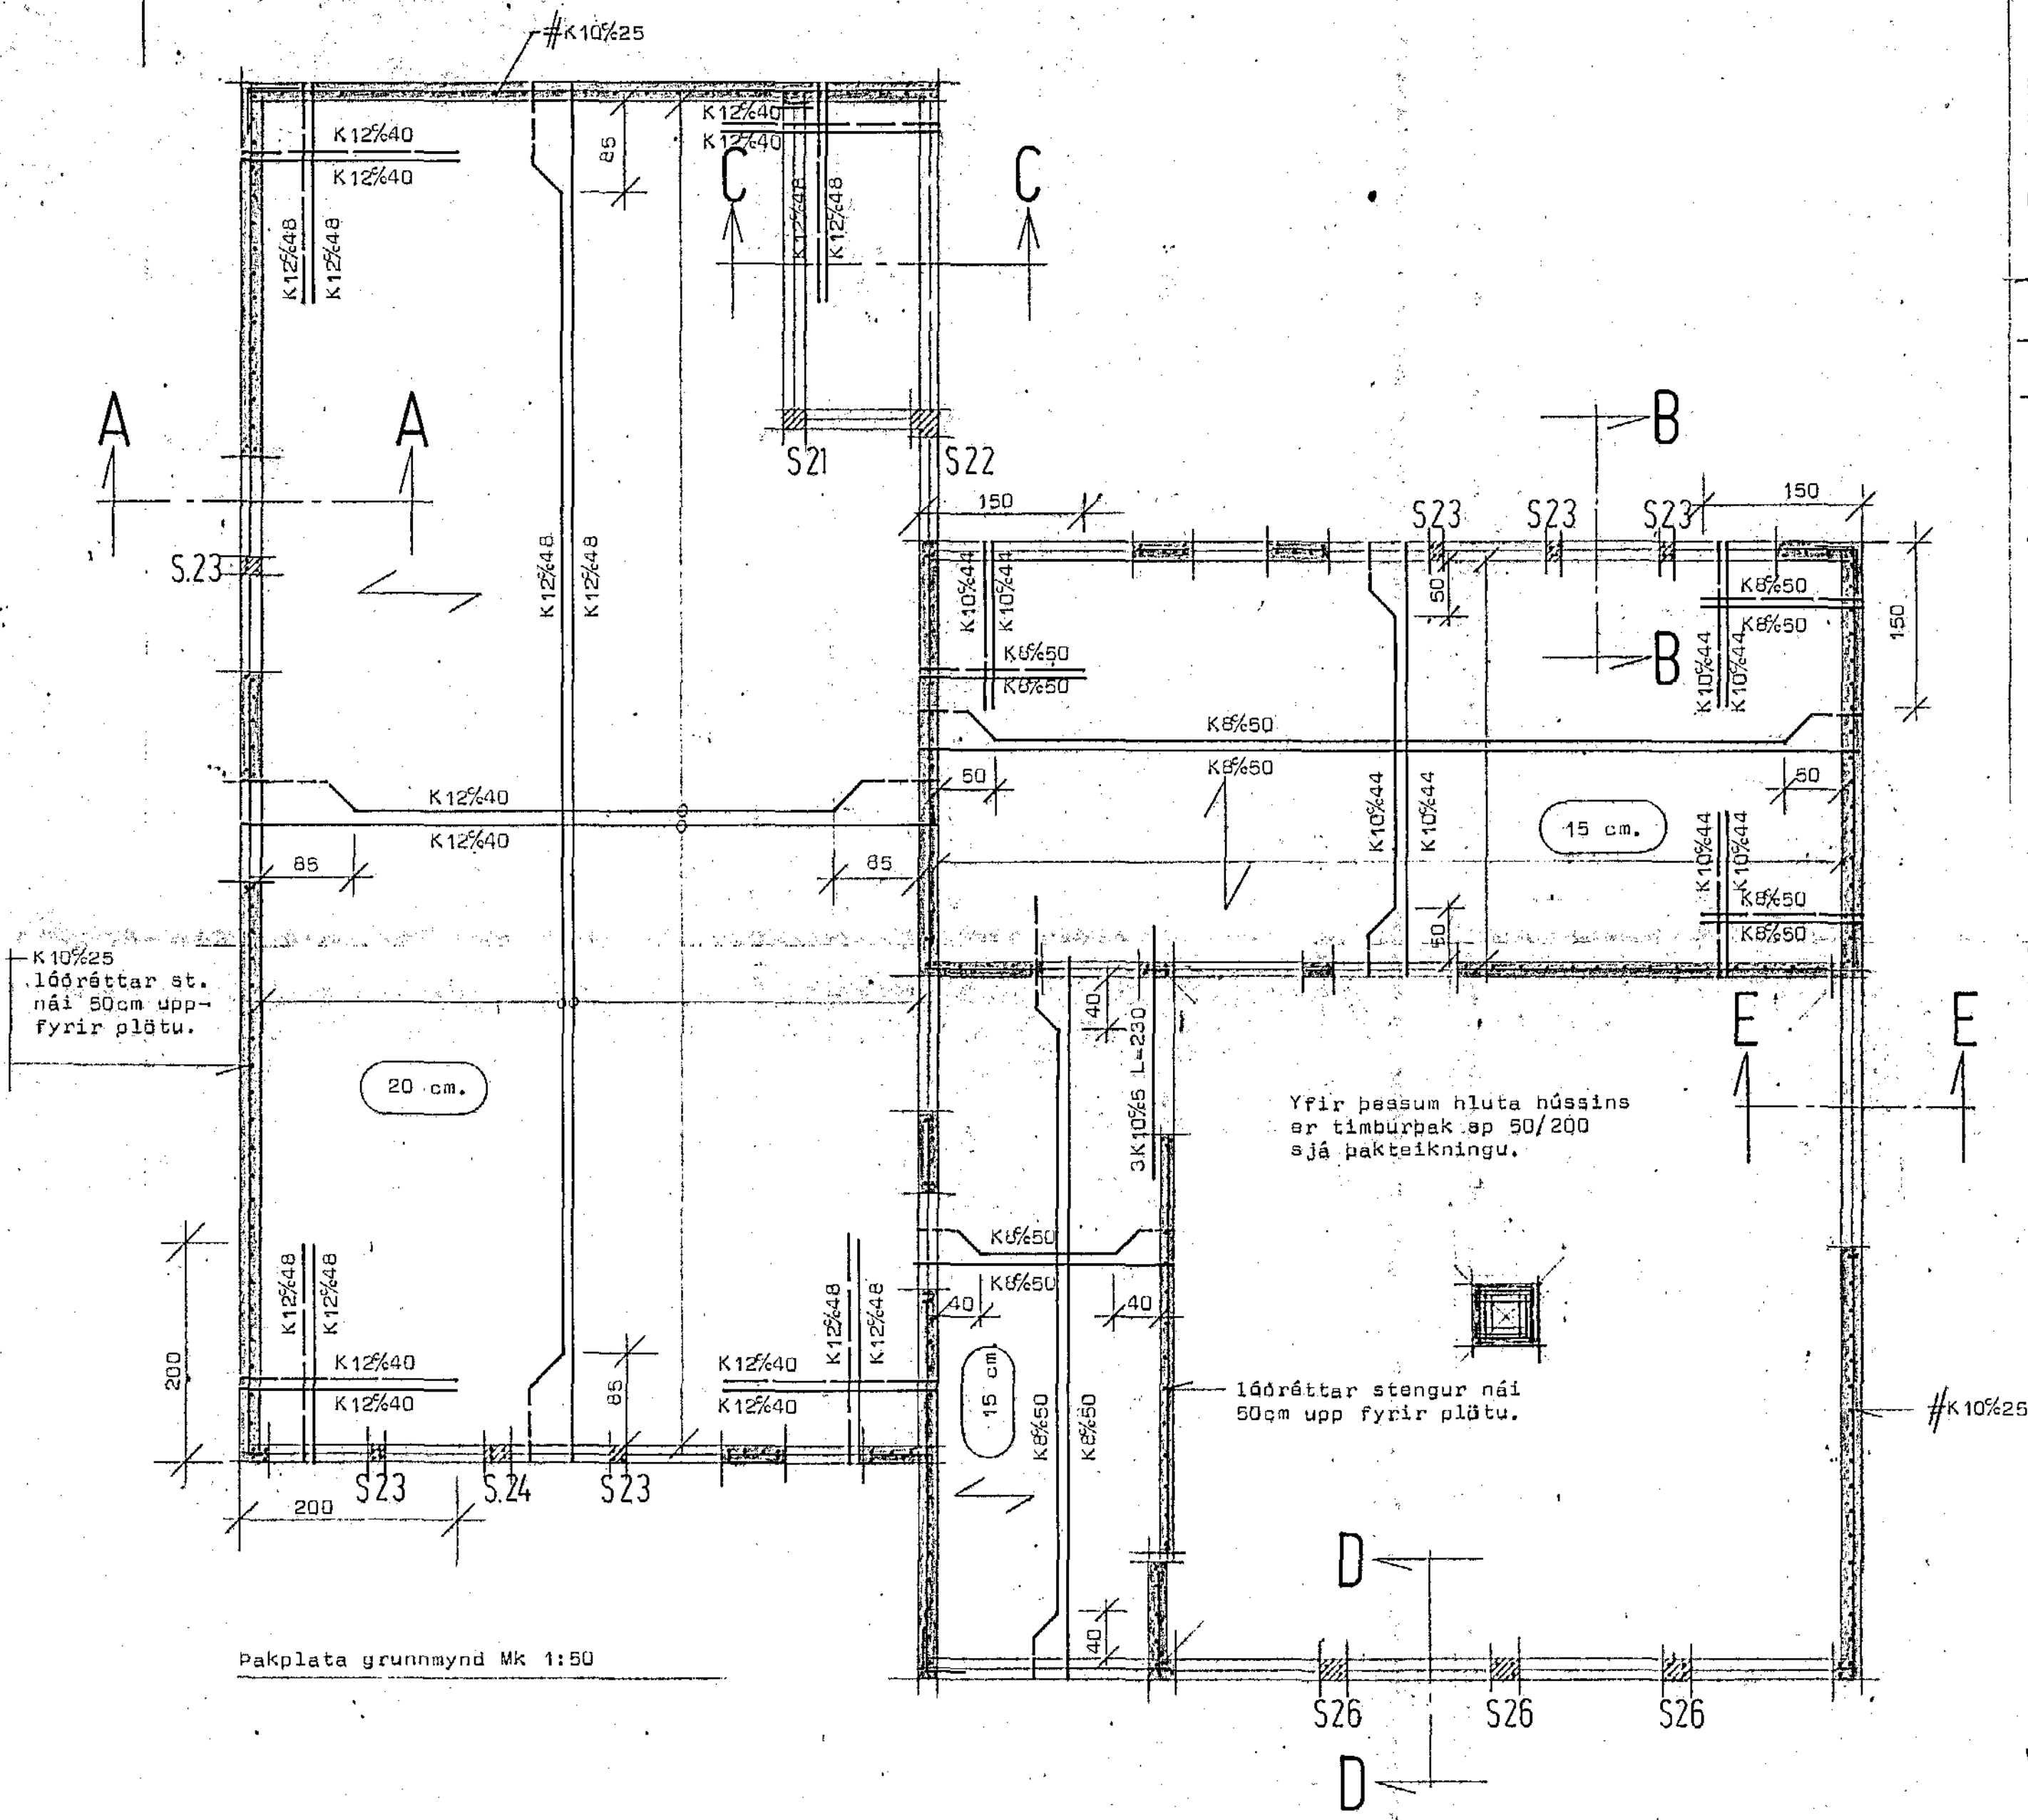 #K10%25
K12%40
K12%40
K12%40
K12%40
85
C
C
K12%48
K12%48
K12%48
K12%48
A
A
B
S21
S22
150
150
S23
S23
S23
S.23
K12%48
K12%48
K10%44
K10%44
50
K8%50
K8%50
150
B
K8%50
K8%50
K10%44
K10%44
K8%50
K8%50
50
50
K10%44
K10%44
15 cm.
K12%40
K12%40
85
85
K10%44
K10%44
K8%50
K8%50
50
K10%25
lóðréttar st.
nái 50cm upp-
fyrir plötu.
40
3K10%5 L=230
E
E
20 cm.
Yfir þessum hluta hússins
er timburþak sp 50/200
sjá þakteikningu.
K8%50
K8%50
40
40
K12%48
K12%48
K12%48
K12%48
200
K12%40
K12%40
85
K12%40
K12%40
15 cm.
K8%50
K8%50
lóðréttar stengur nái
50cm upp fyrir plötu.
#K10%25
S23
S.24
S23
200
D
40
Þakplata grunnmynd Mk 1:50
S26
S26
S26
D